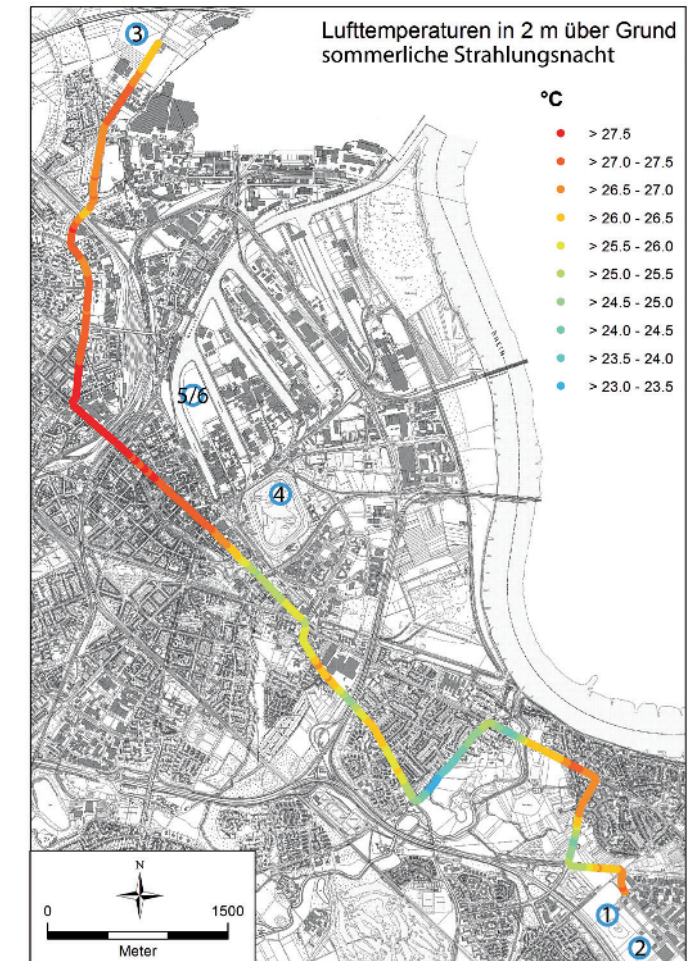 Lufttemperaturen in 2 m über Grund
sommerliche Strahlungsnacht
°C
> 27.5
> 27.0 - 27.5
> 26.5 - 27.0
> 26.0 - 26.5
> 25.5 - 26.0
> 25.0 - 25.5
> 24.5 - 25.0
> 24.0 - 24.5
> 23.5 - 24.0
> 23.0 - 23.5
3
RHEIN
5/6
4
1
2
N
0 1500
Meter